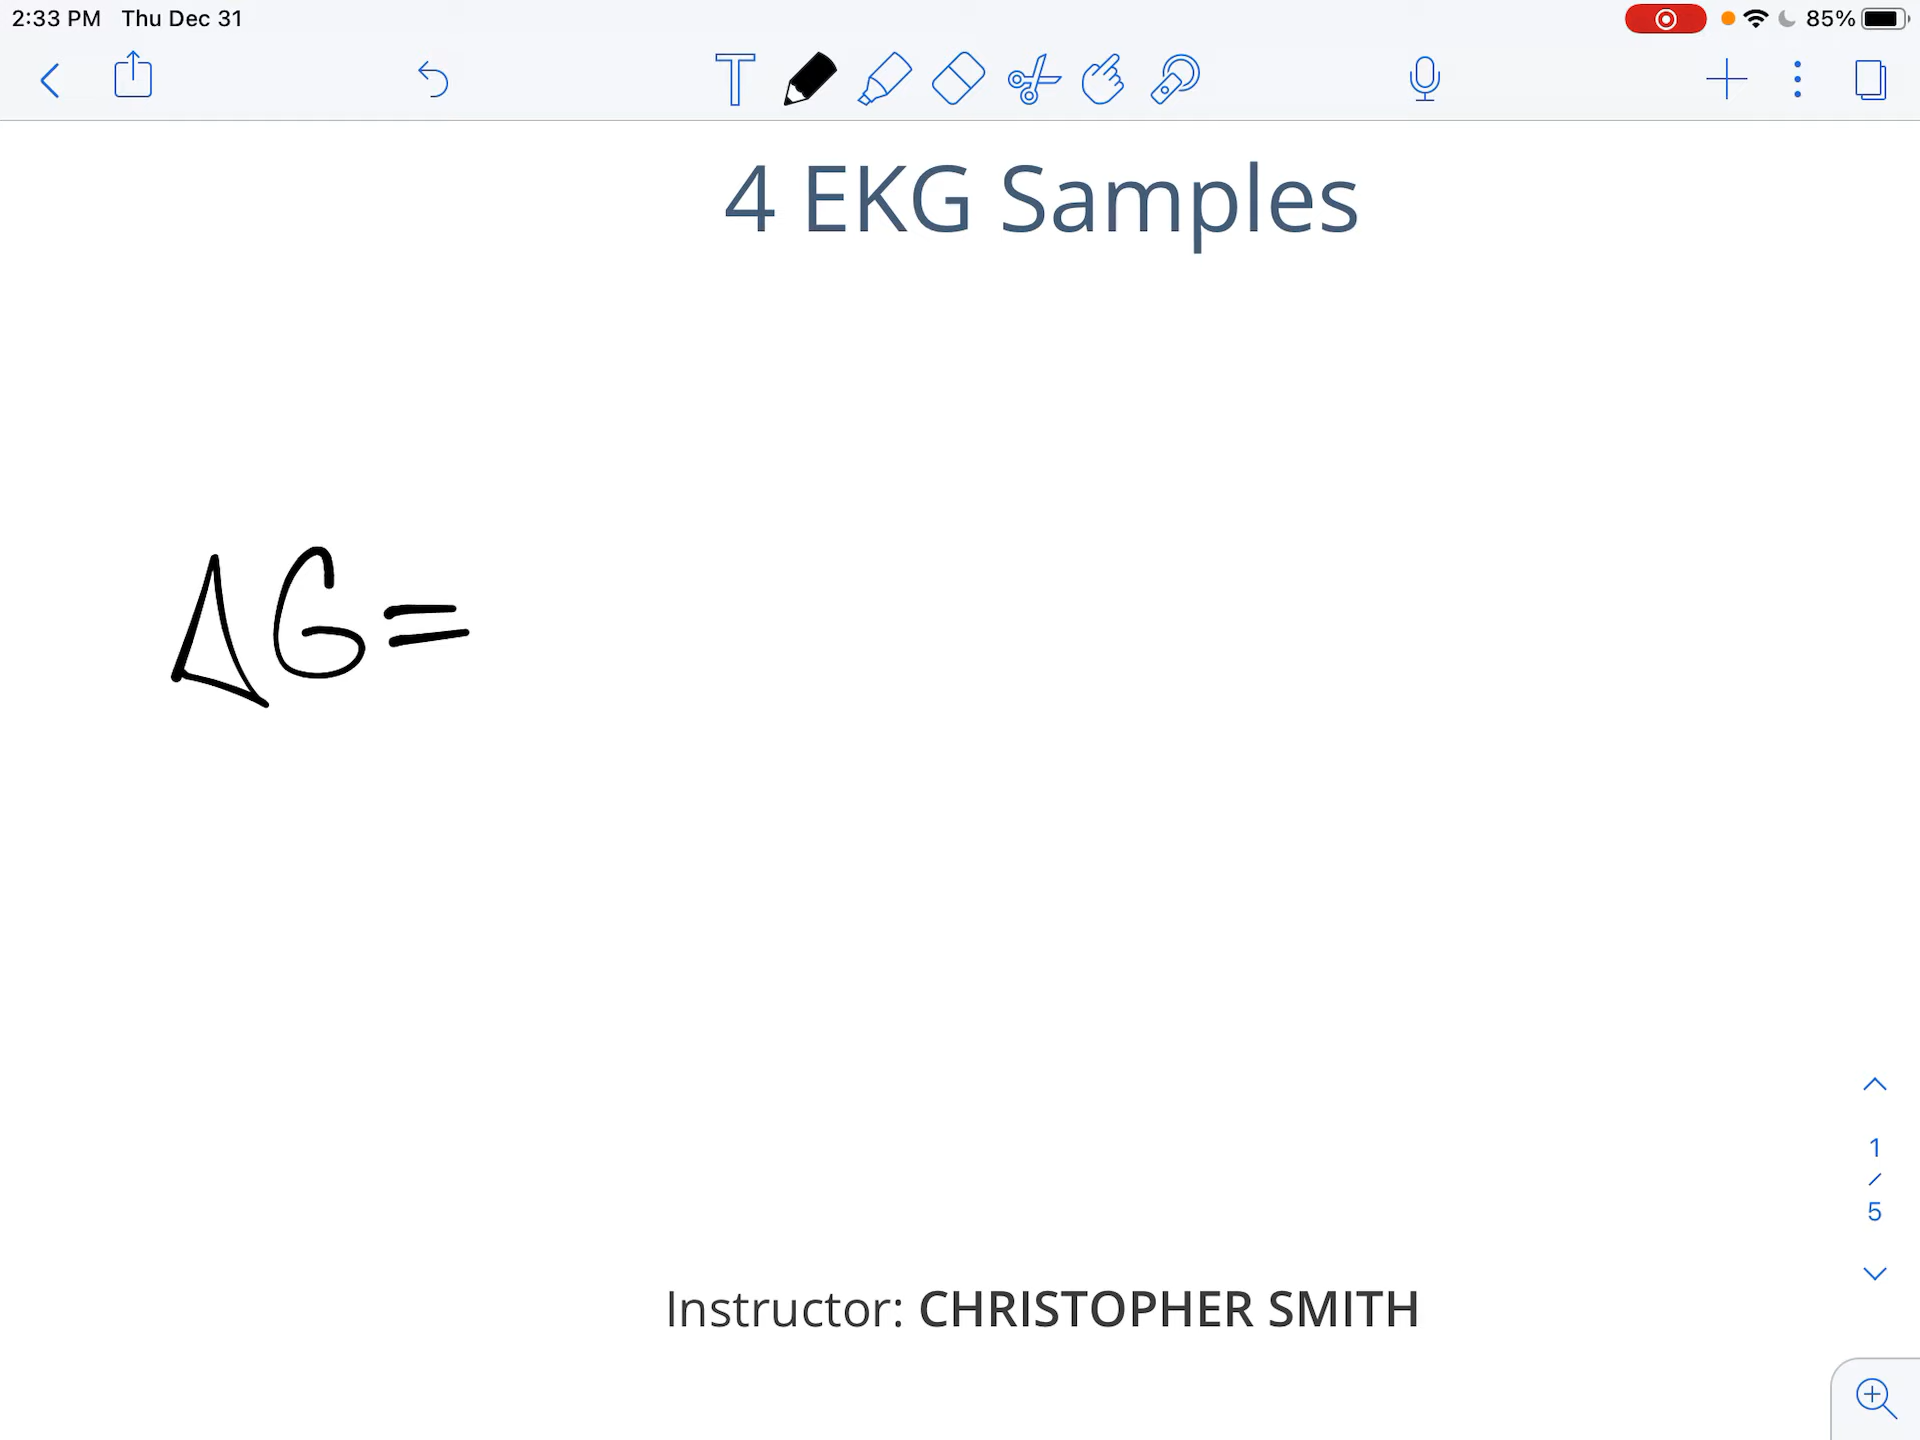 2:33 PM Thu Dec 31
85%
T
4 EKG Samples
ΔG=
1
/
5
Instructor: CHRISTOPHER SMITH